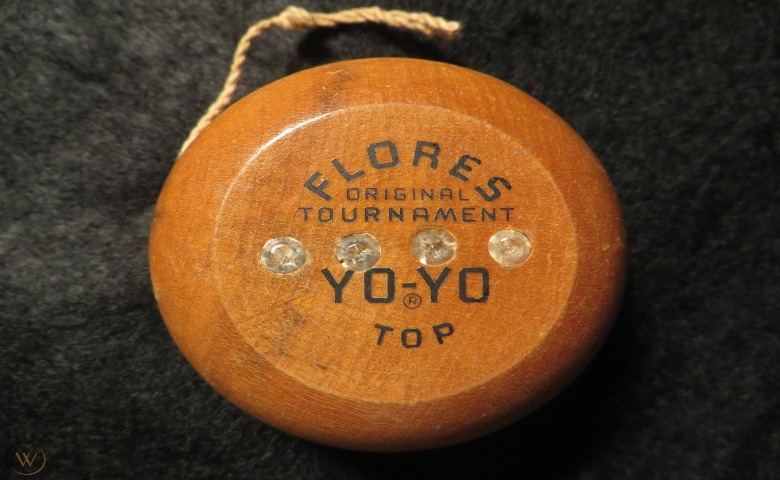 FLORES
ORIGINAL
TOURNAMENT
YO-YO
®
TOP
W